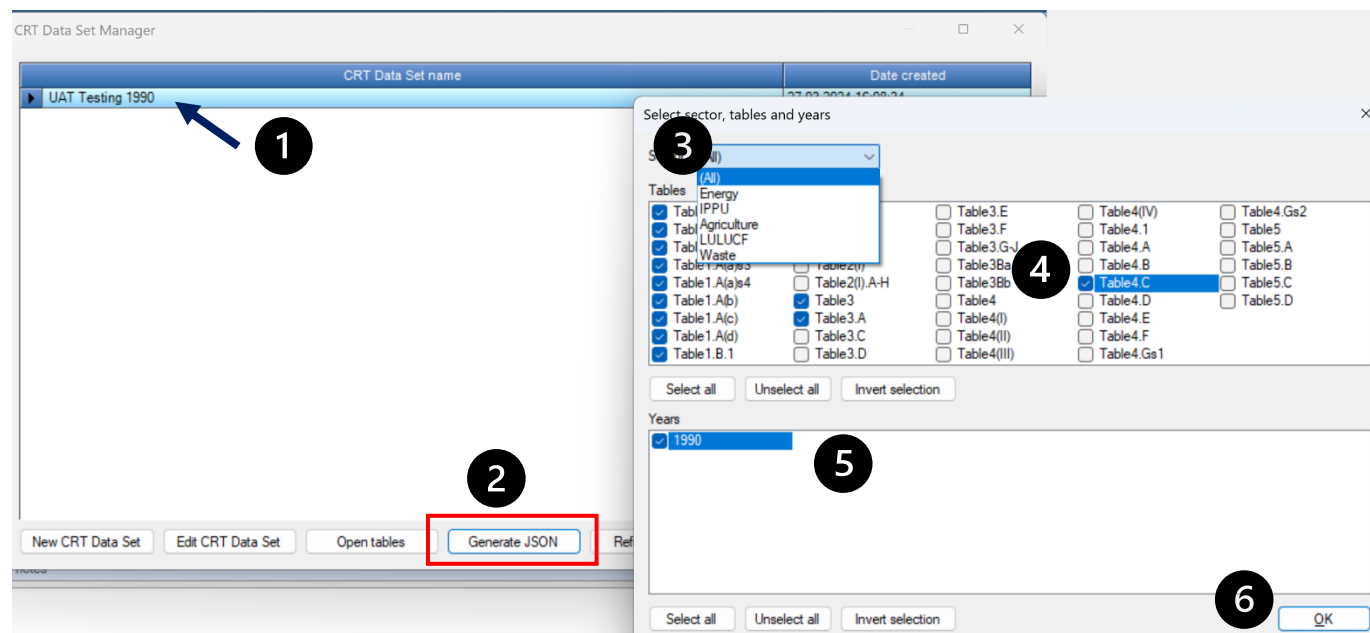 CRT Data Set Manager
CRT Data Set name Date created
UAT Testing 1990
1
Select sector, tables and years
3
(All)
Energy
IPPU
Agriculture
LULUCF
Waste
Tables
Table1.A(a)s4 Table2(I).A-H Table3Bb Table4.C Table5.C
Table1.A(b) Table3 Table4 Table4.D Table5.D
Table1.A(c) Table3.A Table4(I) Table4.E
Table1.A(d) Table3.C Table4(II) Table4.F
Table1.B.1 Table3.D Table4(III) Table4.Gs1
Table3.E Table4(IV) Table4.Gs2
Table3.F Table4.1 Table5
Table3.G-J Table4.A Table5.A
Table3Ba Table4.B Table5.B
4
Select all Unselect all Invert selection
Years
1990
5
2
New CRT Data Set Edit CRT Data Set Open tables Generate JSON
6
Select all Unselect all Invert selection OK